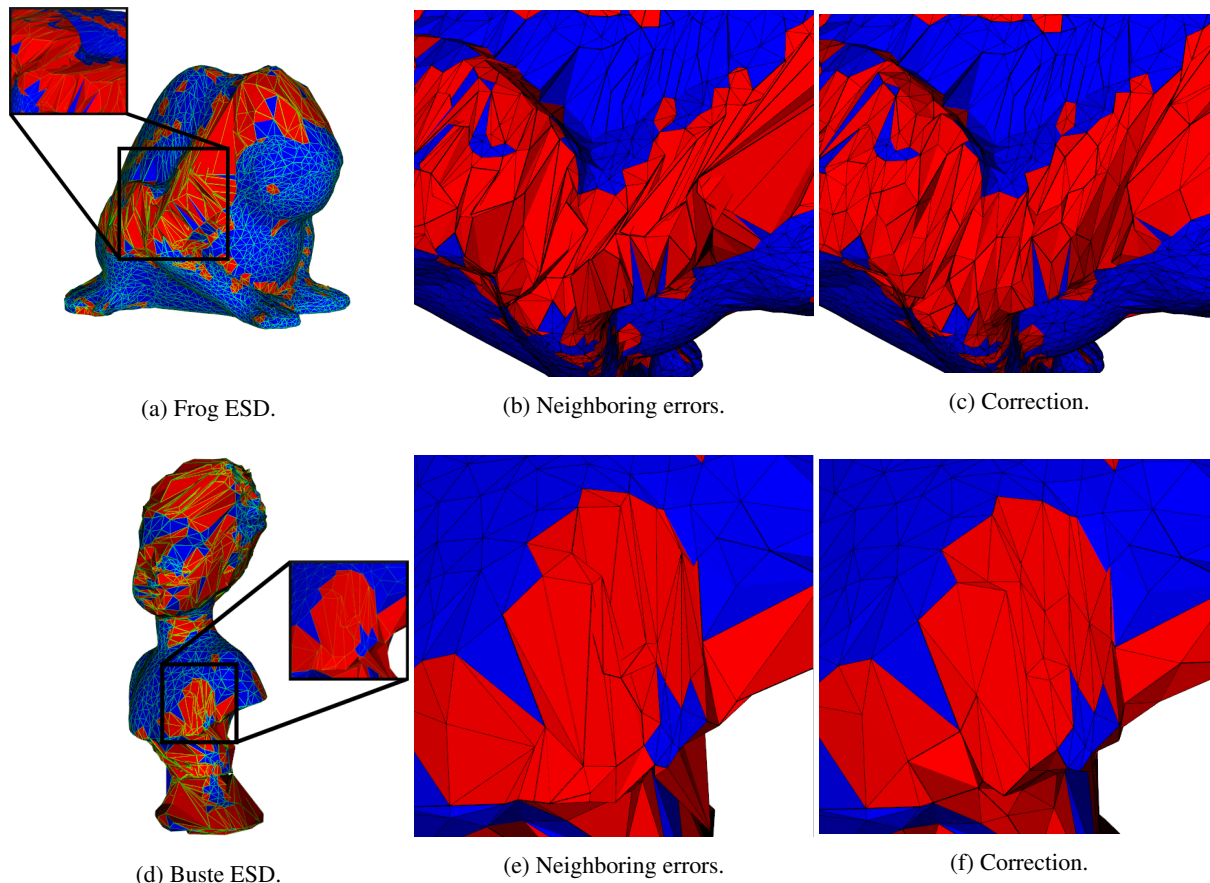 (a) Frog ESD.
(b) Neighboring errors.
(c) Correction.
(d) Buste ESD.
(e) Neighboring errors.
(f) Correction.